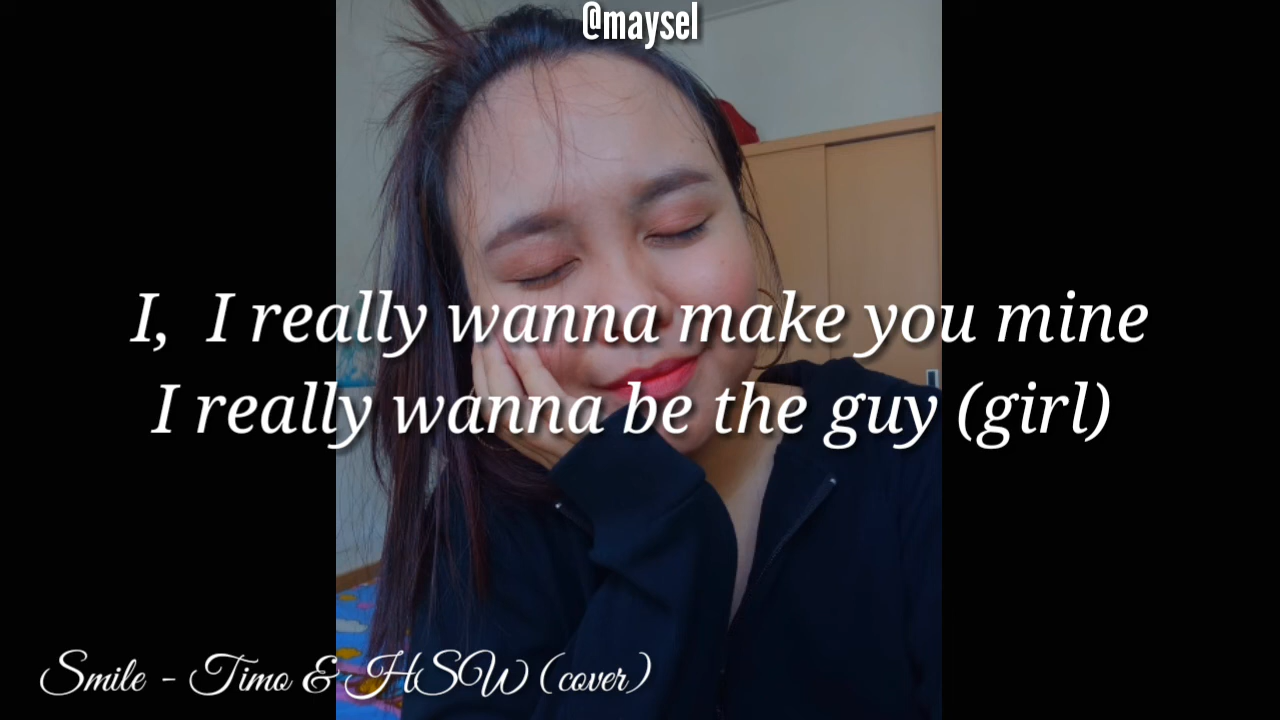 @maysel
I, I really wanna make you mine
I really wanna be the guy (girl)
Smile - Timo & HSW (cover)